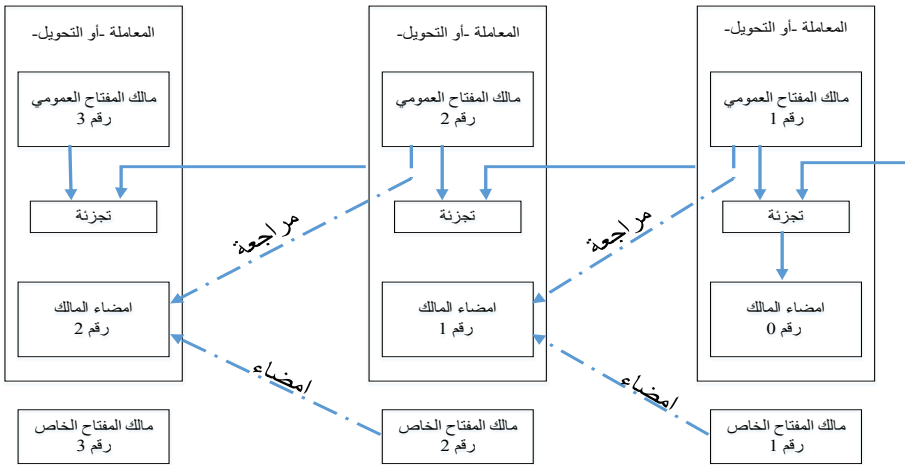 المعاملة -أو التحويل-
مالك المفتاح العمومي
رقم 1
تجزئة
امضاء المالك
رقم 0
مالك المفتاح الخاص
رقم 1
المعاملة -أو التحويل-
مالك المفتاح العمومي
رقم 2
تجزئة
مراجعة
امضاء المالك
رقم 1
امضاء
مالك المفتاح الخاص
رقم 2
المعاملة -أو التحويل-
مالك المفتاح العمومي
رقم 3
تجزئة
مراجعة
امضاء المالك
رقم 2
امضاء
مالك المفتاح الخاص
رقم 3